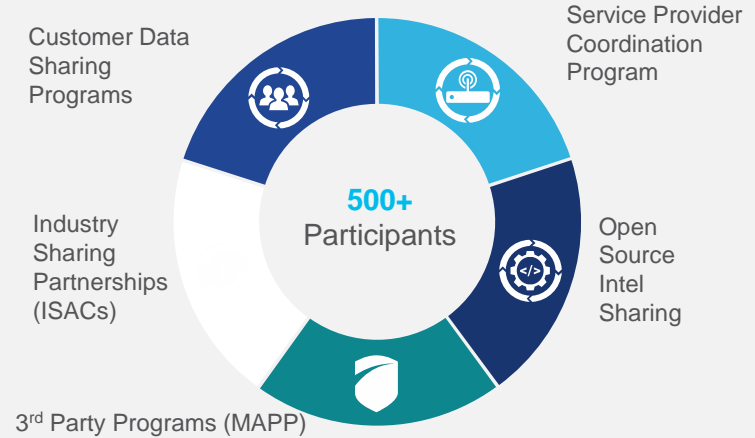 Customer Data
Sharing
Programs
Service Provider
Coordination
Program
500+
Participants
Industry
Sharing
Partnerships
(ISACs)
Open
Source
Intel
Sharing
</>
3rd Party Programs (MAPP)